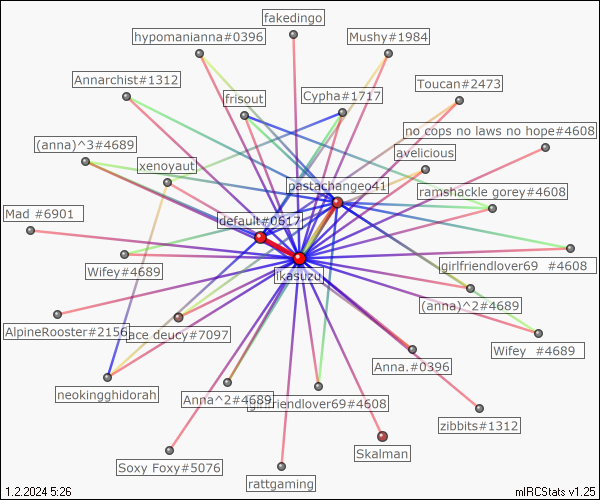 fakedingo
hypomanianna#0396
Mushy#1984
Annarchist#1312
Toucan#2473
frisout
Cypha#1717
no cops no laws no hope#4608
(anna)^3#4689
avelicious
xenoyaut
pastachangeo41
ramshackle gorey#4608
Mad #6901
default#0617
Wifey#4689
girlfriendlover69 #4608
ikasuzu
(anna)^2#4689
AlpineRooster#2156
ace deucy#7097
Wifey #4689
Anna.#0396
neokingghidorah
Anna^2#4689
girlfriendlover69#4608
zibbits#1312
Skalman
Soxy Foxy#5076
rattgaming
1.2.2024 5:26
mIRCStats v1.25